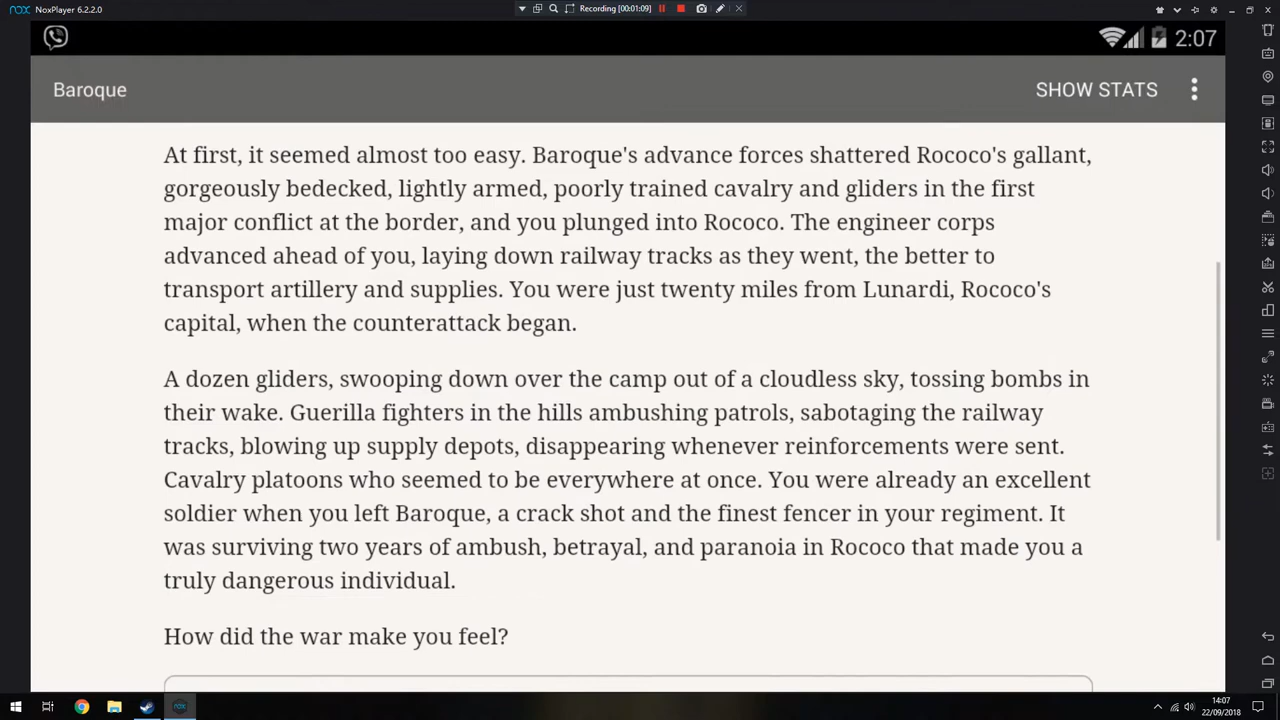 NoxPlayer 6.2.2.0
Recording [00:01:09]
2:07
Baroque
SHOW STATS
At first, it seemed almost too easy. Baroque's advance forces shattered Rococo's gallant,
gorgeously bedecked, lightly armed, poorly trained cavalry and gliders in the first
major conflict at the border, and you plunged into Rococo. The engineer corps
advanced ahead of you, laying down railway tracks as they went, the better to
transport artillery and supplies. You were just twenty miles from Lunardi, Rococo's
capital, when the counterattack began.
A dozen gliders, swooping down over the camp out of a cloudless sky, tossing bombs in
their wake. Guerilla fighters in the hills ambushing patrols, sabotaging the railway
tracks, blowing up supply depots, disappearing whenever reinforcements were sent.
Cavalry platoons who seemed to be everywhere at once. You were already an excellent
soldier when you left Baroque, a crack shot and the finest fencer in your regiment. It
was surviving two years of ambush, betrayal, and paranoia in Rococo that made you a
truly dangerous individual.
How did the war make you feel?
14:07
22/09/2018